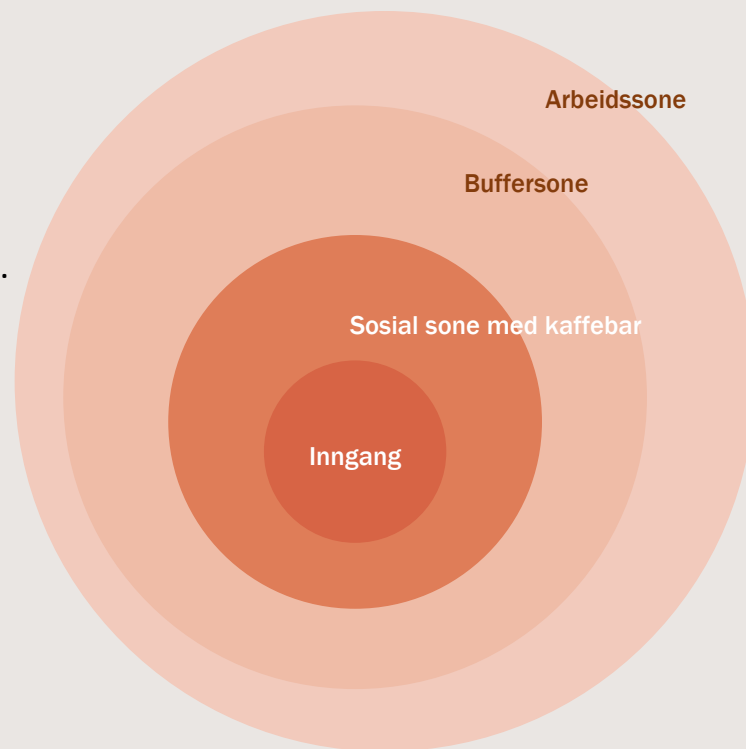 Arbeidssone
Buffersone
.
Sosial sone med kaffebar
Inngang